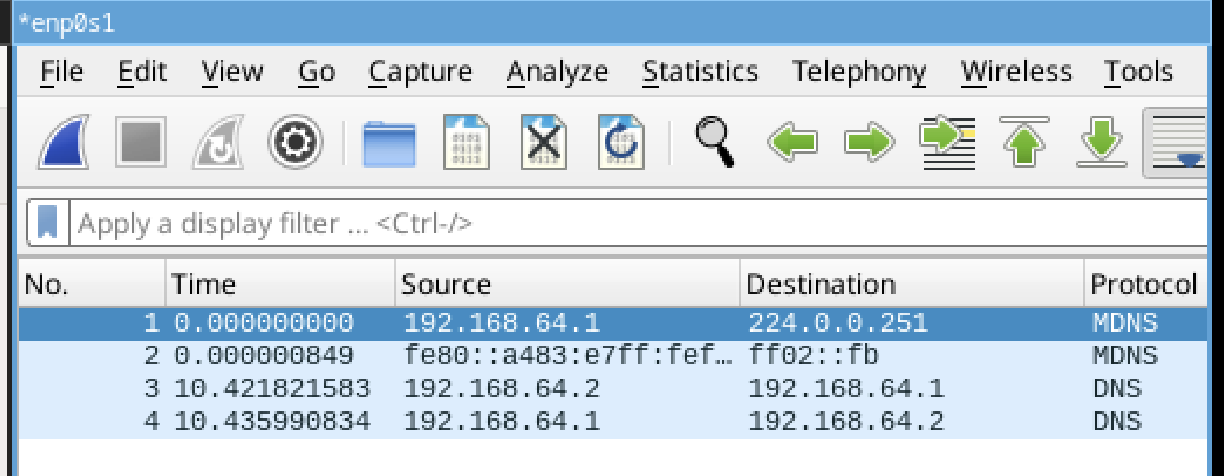 *enp0s1
File Edit View Go Capture Analyze Statistics Telephony Wireless Tools
Apply a display filter ... <Ctrl-/>
No. Time Source Destination Protocol
1 0.000000000 192.168.64.1 224.0.0.251 MDNS
2 0.000000849 fe80::a483:e7ff:fef… ff02::fb MDNS
3 10.421821583 192.168.64.2 192.168.64.1 DNS
4 10.435990834 192.168.64.1 192.168.64.2 DNS